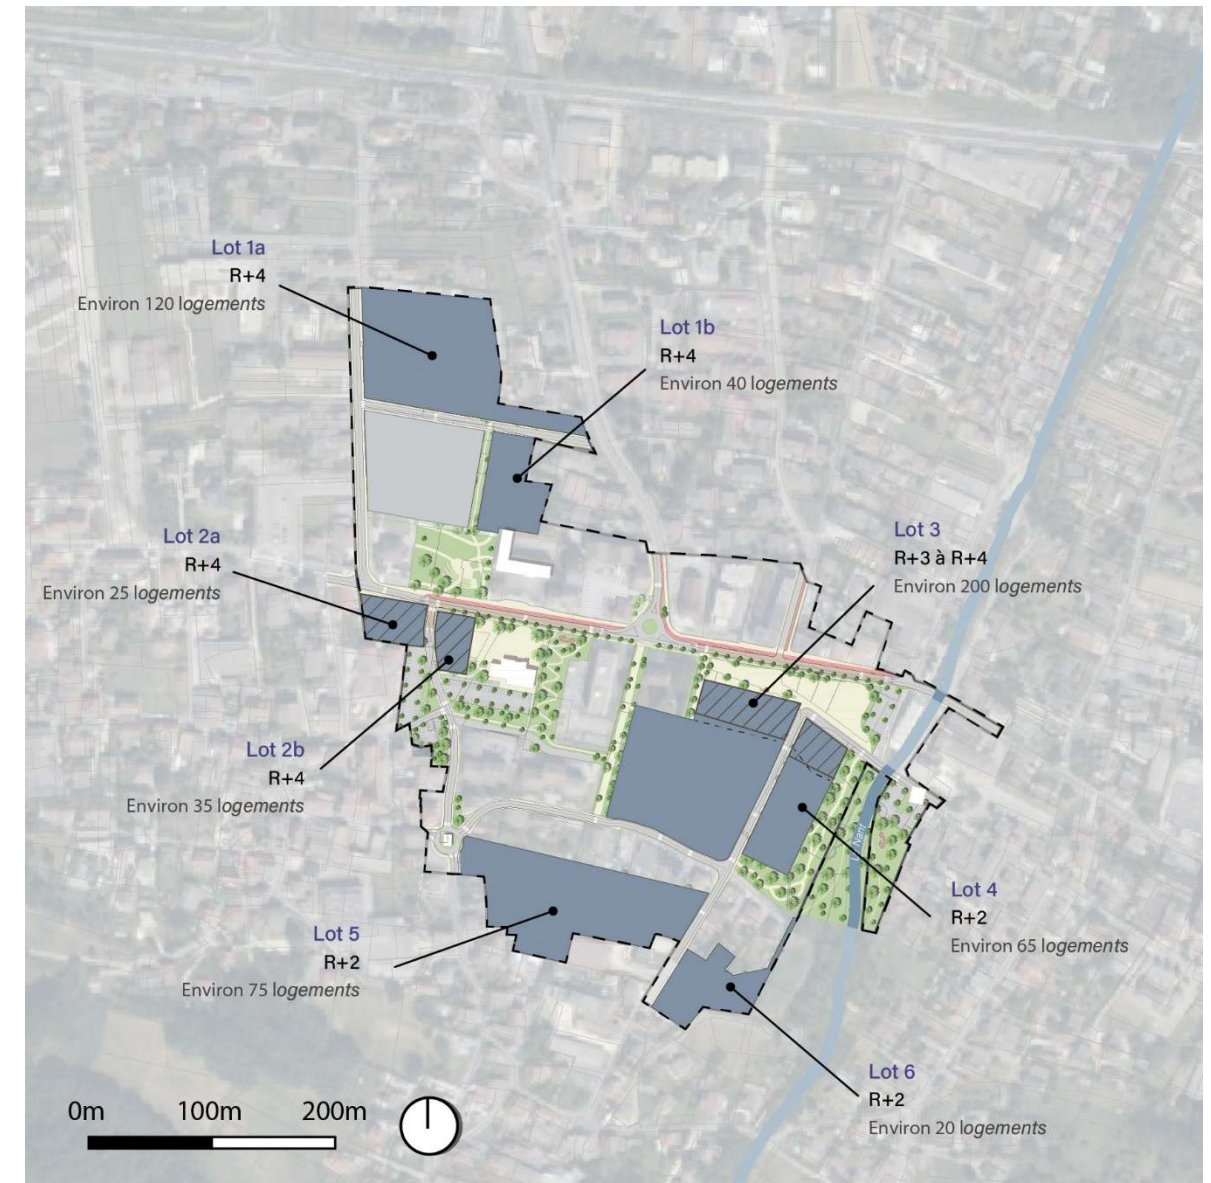 Lot 1a
R+4
Environ 120 logements
Lot 1b
R+4
Environ 40 logements
Lot 2a
R+4
Environ 25 logements
Lot 3
R+3 à R+4
Environ 200 logements
Lot 2b
R+4
Environ 35 logements
Lot 4
R+2
Environ 65 logements
Lot 5
R+2
Environ 75 logements
Lot 6
R+2
Environ 20 logements
Nant
0m 100m 200m